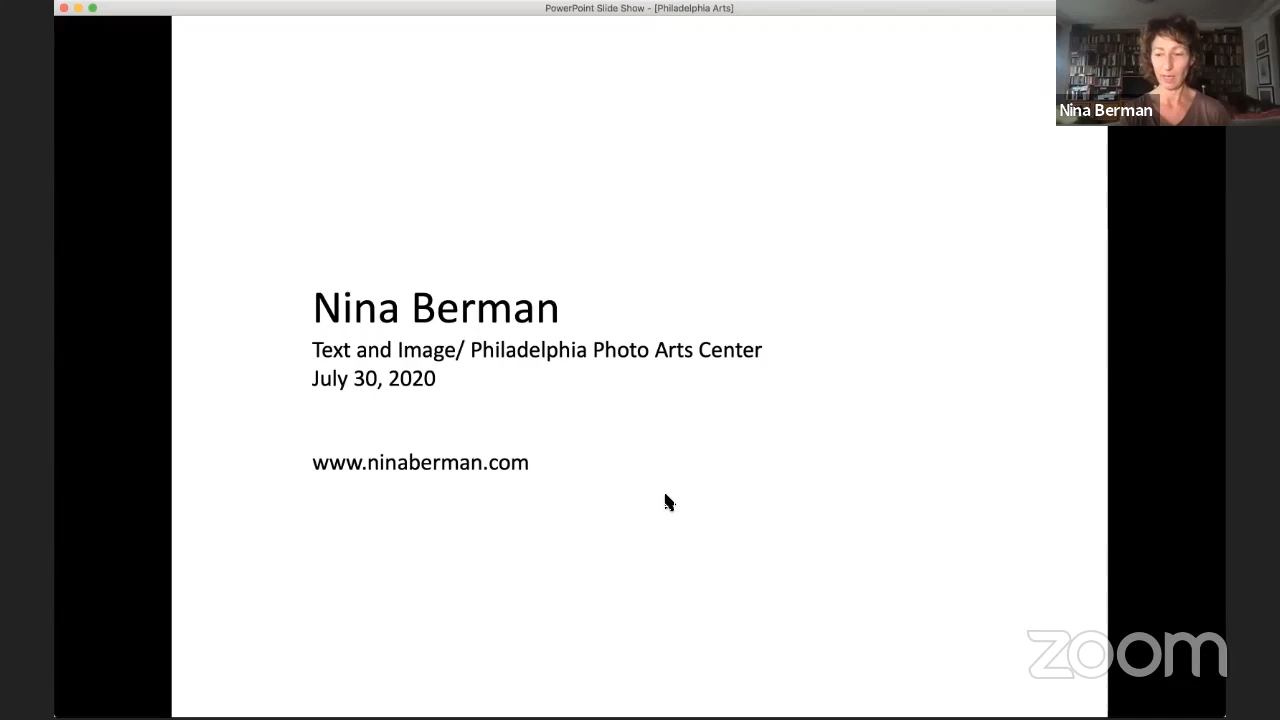 PowerPoint Slide Show - [Philadelphia Arts]
Nina Berman
Nina Berman
Text and Image/ Philadelphia Photo Arts Center
July 30, 2020
www.ninaberman.com
zoom